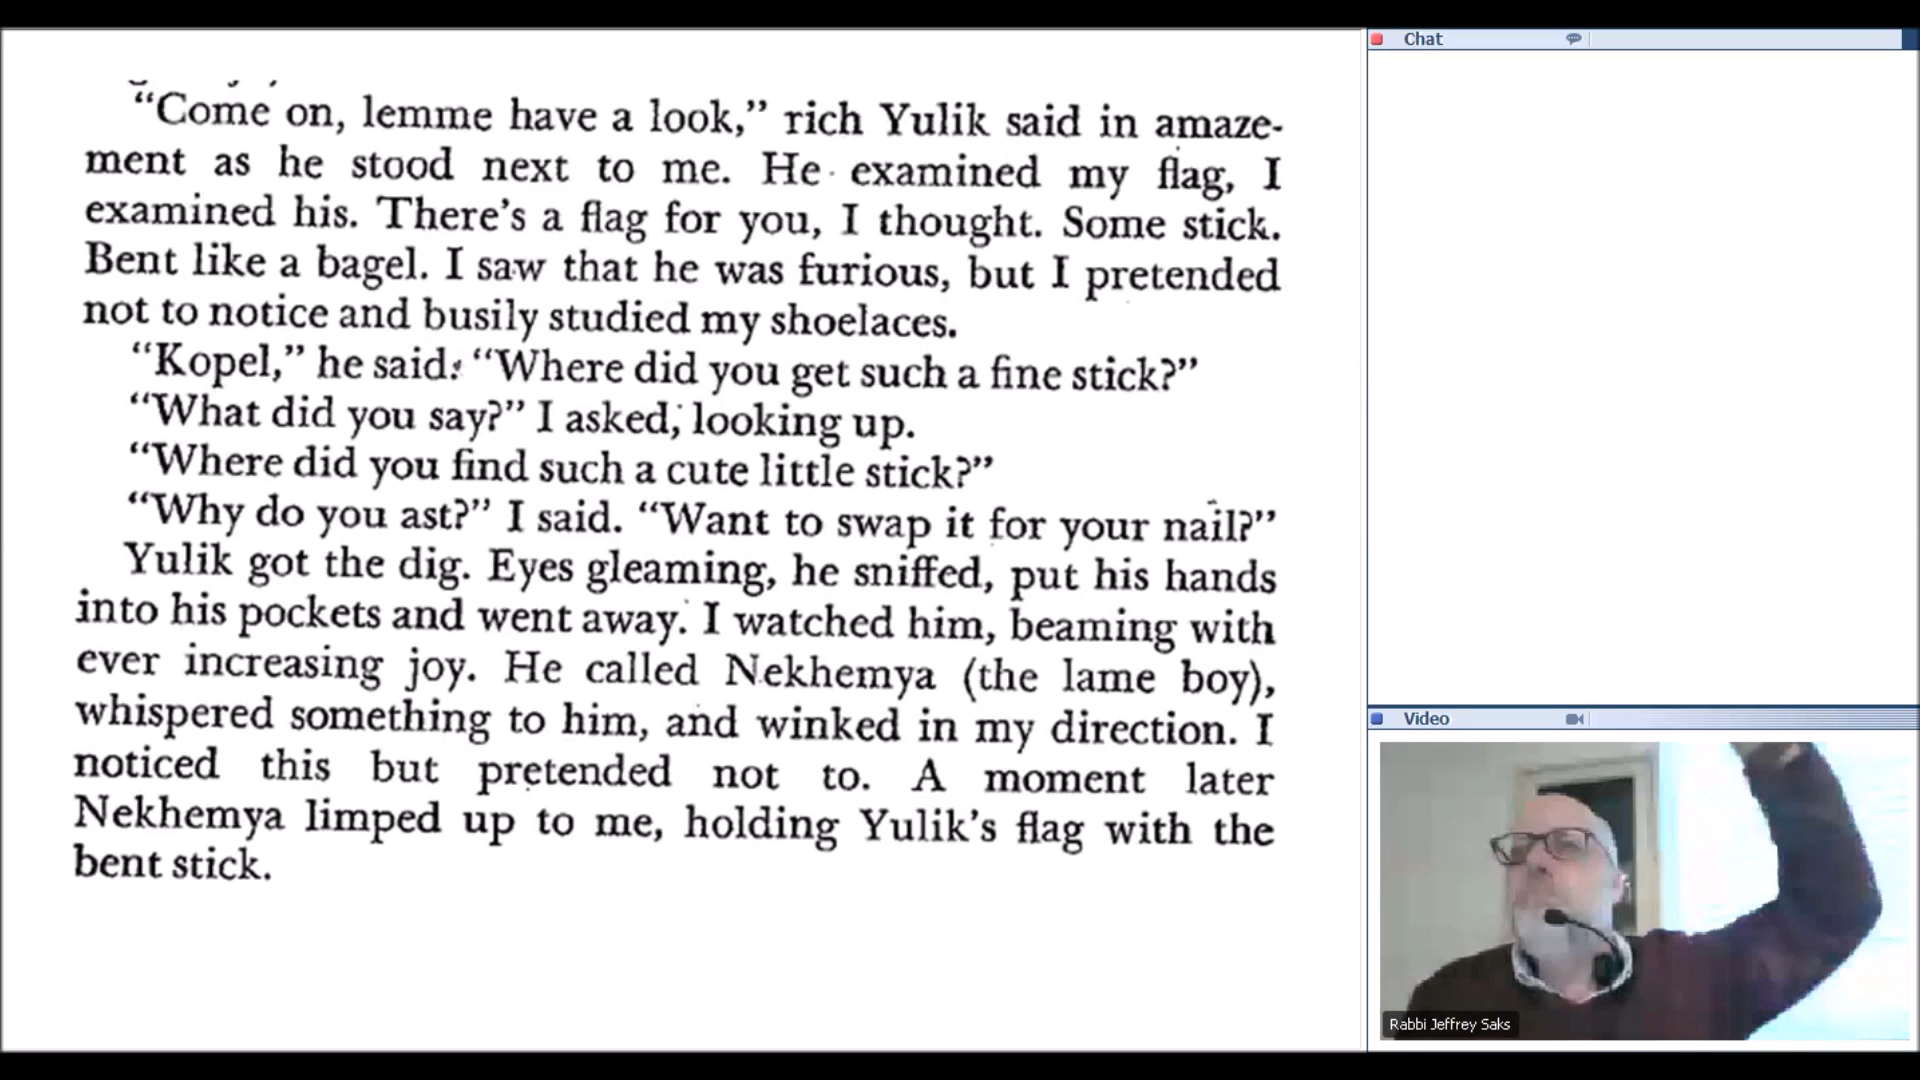 “Come on, lemme have a look,” rich Yulik said in amaze-
ment as he stood next to me. He examined my flag, I
examined his. There’s a flag for you, I thought. Some stick.
Bent like a bagel. I saw that he was furious, but I pretended
not to notice and busily studied my shoelaces.
“Kopel,” he said: “Where did you get such a fine stick?”
“What did you say?” I asked, looking up.
“Where did you find such a cute little stick?”
“Why do you ast?” I said. “Want to swap it for your nail?”
Yulik got the dig. Eyes gleaming, he sniffed, put his hands
into his pockets and went away. I watched him, beaming with
ever increasing joy. He called Nekhemya (the lame boy),
whispered something to him, and winked in my direction. I
noticed this but pretended not to. A moment later
Nekhemya limped up to me, holding Yulik’s flag with the
bent stick.
Chat
Video
Rabbi Jeffrey Saks